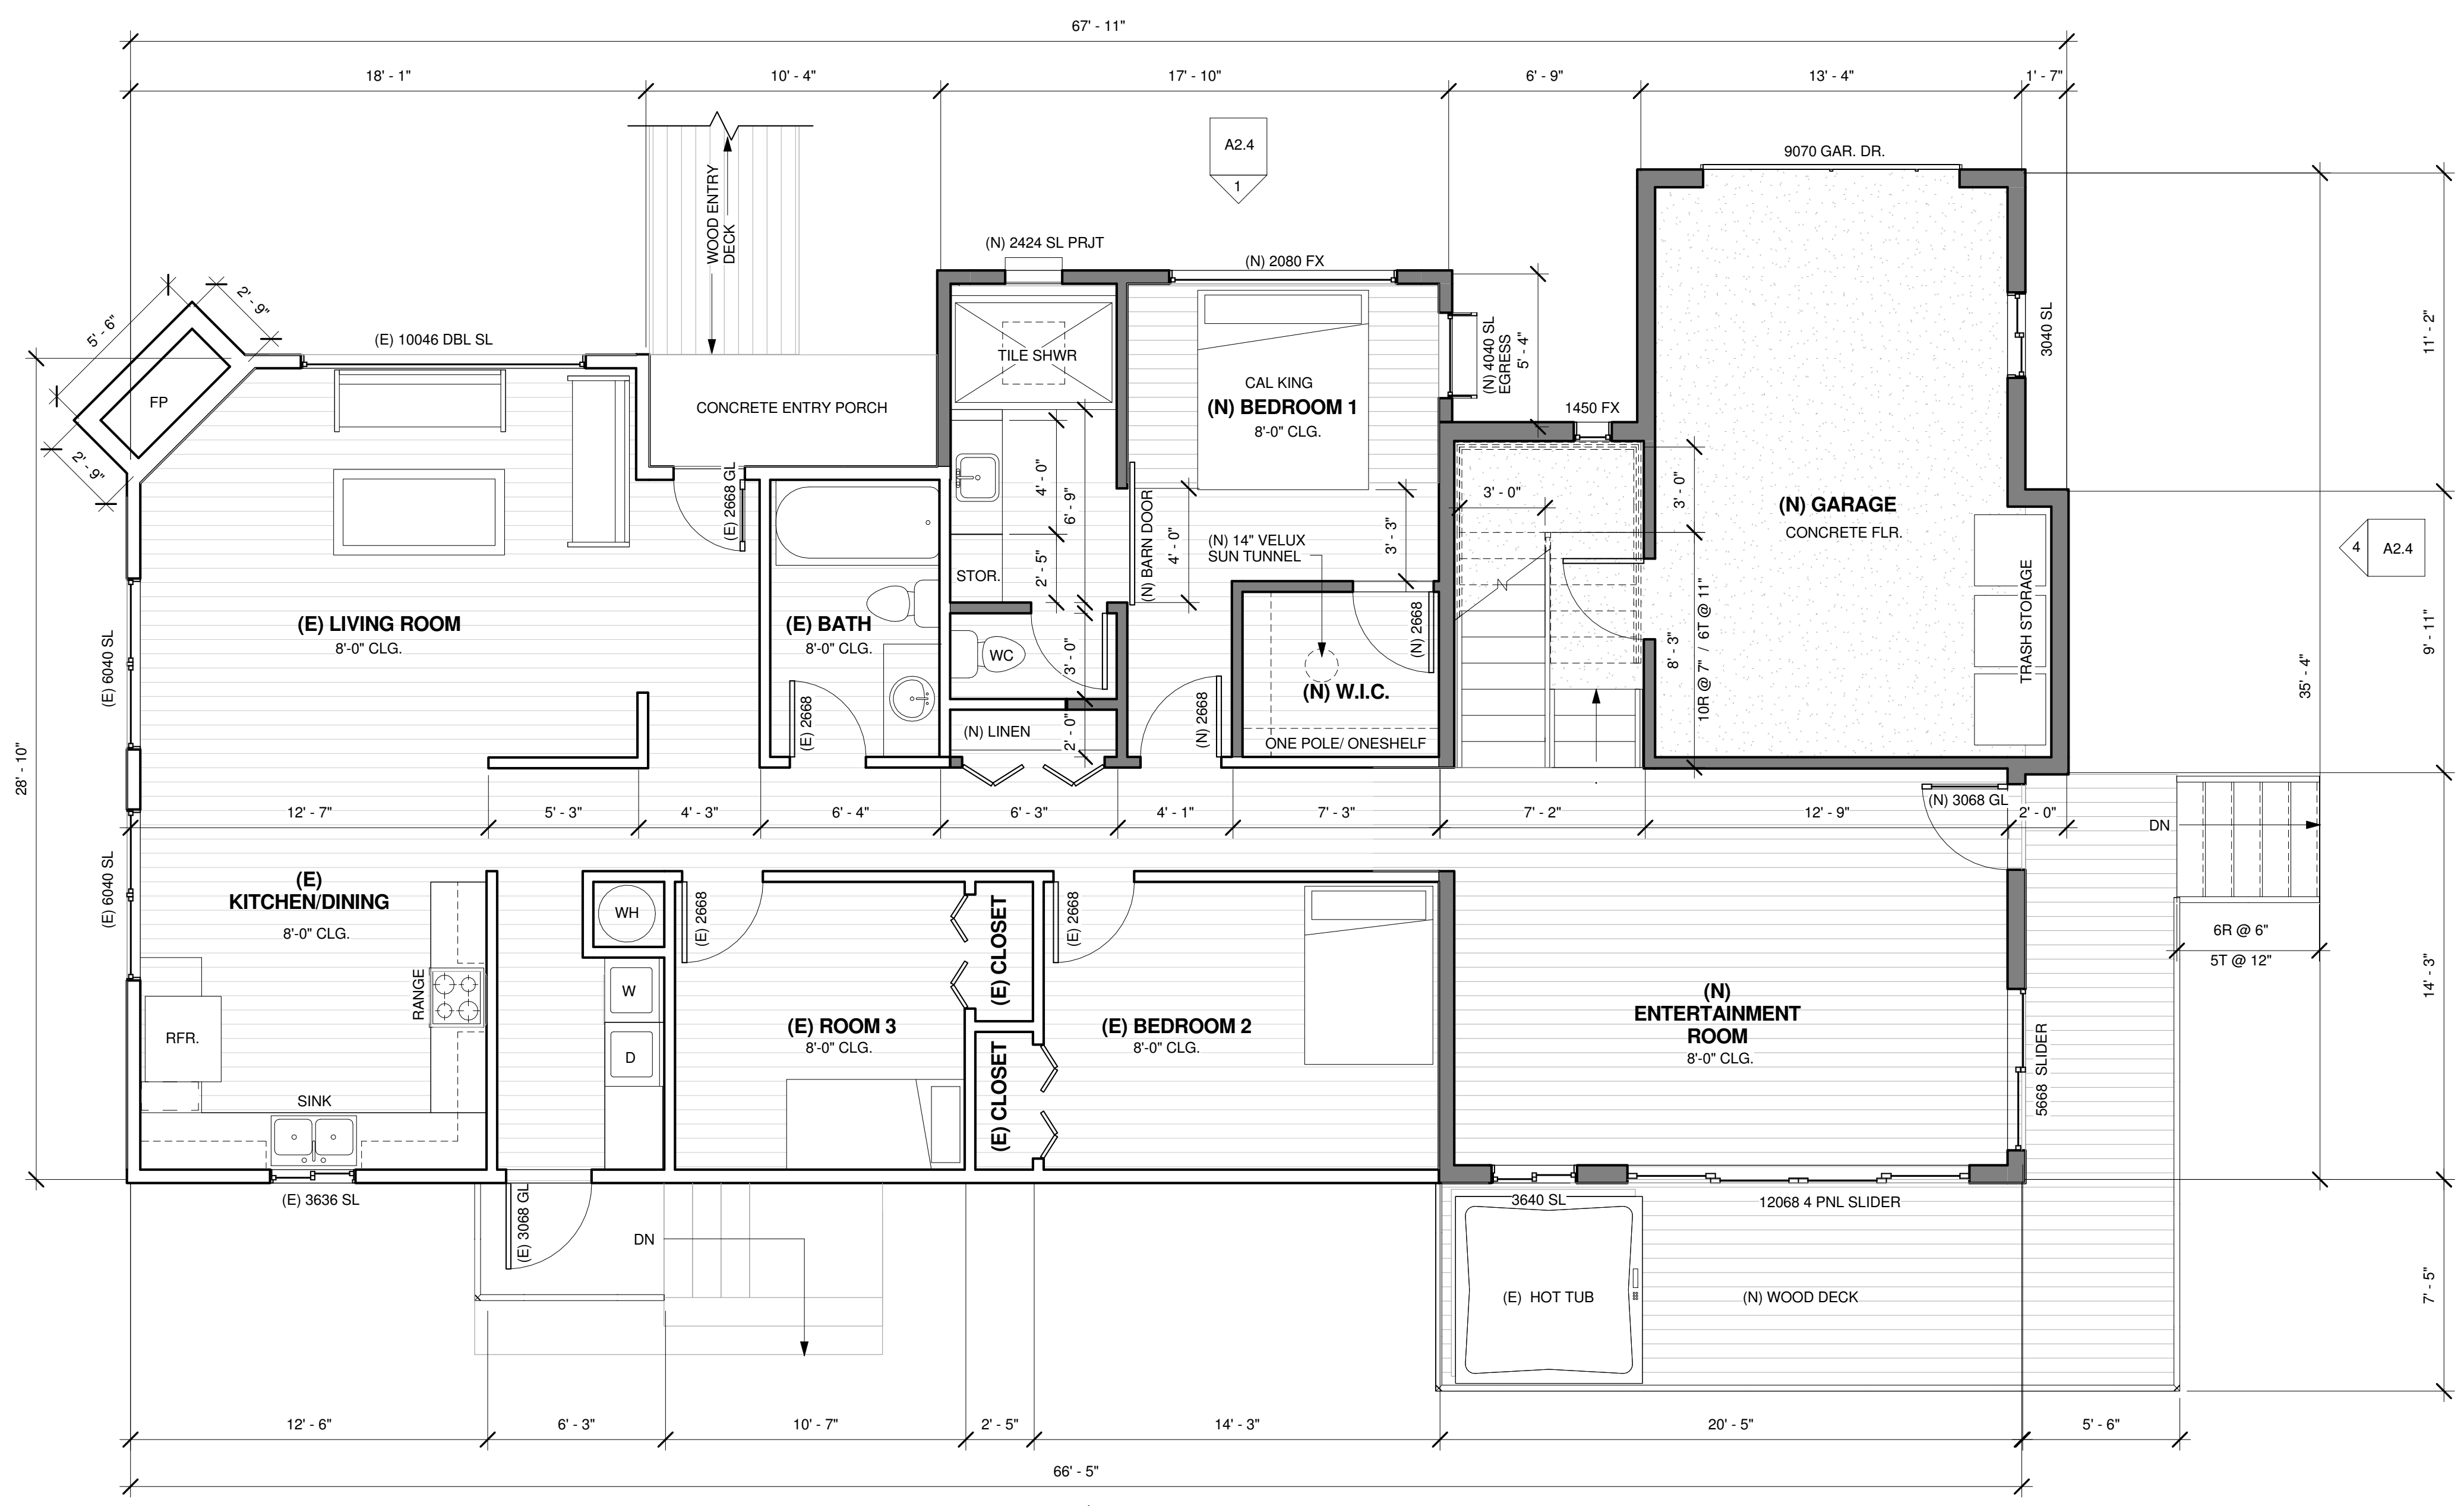 67' - 11"
18' - 1"
10' - 4"
17' - 10"
6' - 9"
13' - 4"
1' - 7"
A2.4
1
9070 GAR. DR.
WOOD ENTRY
DECK
(N) 2424 SL PRJT
(N) 2080 FX
2' - 9"
5' - 6"
FP
2' - 9"
(E) 10046 DBL SL
CONCRETE ENTRY PORCH
TILE SHWR
CAL KING
(N) BEDROOM 1
8'-0" CLG.
(N) 4040 SL
EGRESS
5' - 4"
1450 FX
3040 SL
11' - 2"
28' - 10"
(E) 2668 GL
4' - 0"
6' - 9"
2' - 5"
STOR.
(N) BARN DOOR
4' - 0"
(N) 14" VELUX
SUN TUNNEL
3' - 3"
3' - 0"
3' - 0"
(N) GARAGE
CONCRETE FLR.
4
A2.4
(E) 6040 SL
(E) LIVING ROOM
8'-0" CLG.
(E) BATH
8'-0" CLG.
(E) 2668
WC
3' - 0"
(N) LINEN
2' - 0"
(N) 2668
(N) 2668
(N) W.I.C.
ONE POLE/ ONESHELF
8' - 3"
10R @ 7" / 6T @ 11"
TRASH STORAGE
35' - 4"
9' - 11"
12' - 7"
5' - 3"
4' - 3"
6' - 4"
6' - 3"
4' - 1"
7' - 3"
7' - 2"
12' - 9"
(N) 3068 GL
2' - 0"
DN
(E) 6040 SL
(E)
KITCHEN/DINING
8'-0" CLG.
RANGE
RFR.
SINK
WH
W
D
(E) 2668
(E) ROOM 3
8'-0" CLG.
(E) CLOSET
(E) CLOSET
(E) 2668
(E) BEDROOM 2
8'-0" CLG.
(N)
ENTERTAINMENT
ROOM
8'-0" CLG.
5668 SLIDER
6R @ 6"
5T @ 12"
14' - 3"
(E) 3636 SL
(E) 3068 GL
DN
3640 SL
12068 4 PNL SLIDER
(E) HOT TUB
(N) WOOD DECK
7' - 5"
12' - 6"
6' - 3"
10' - 7"
2' - 5"
14' - 3"
20' - 5"
5' - 6"
66' - 5"